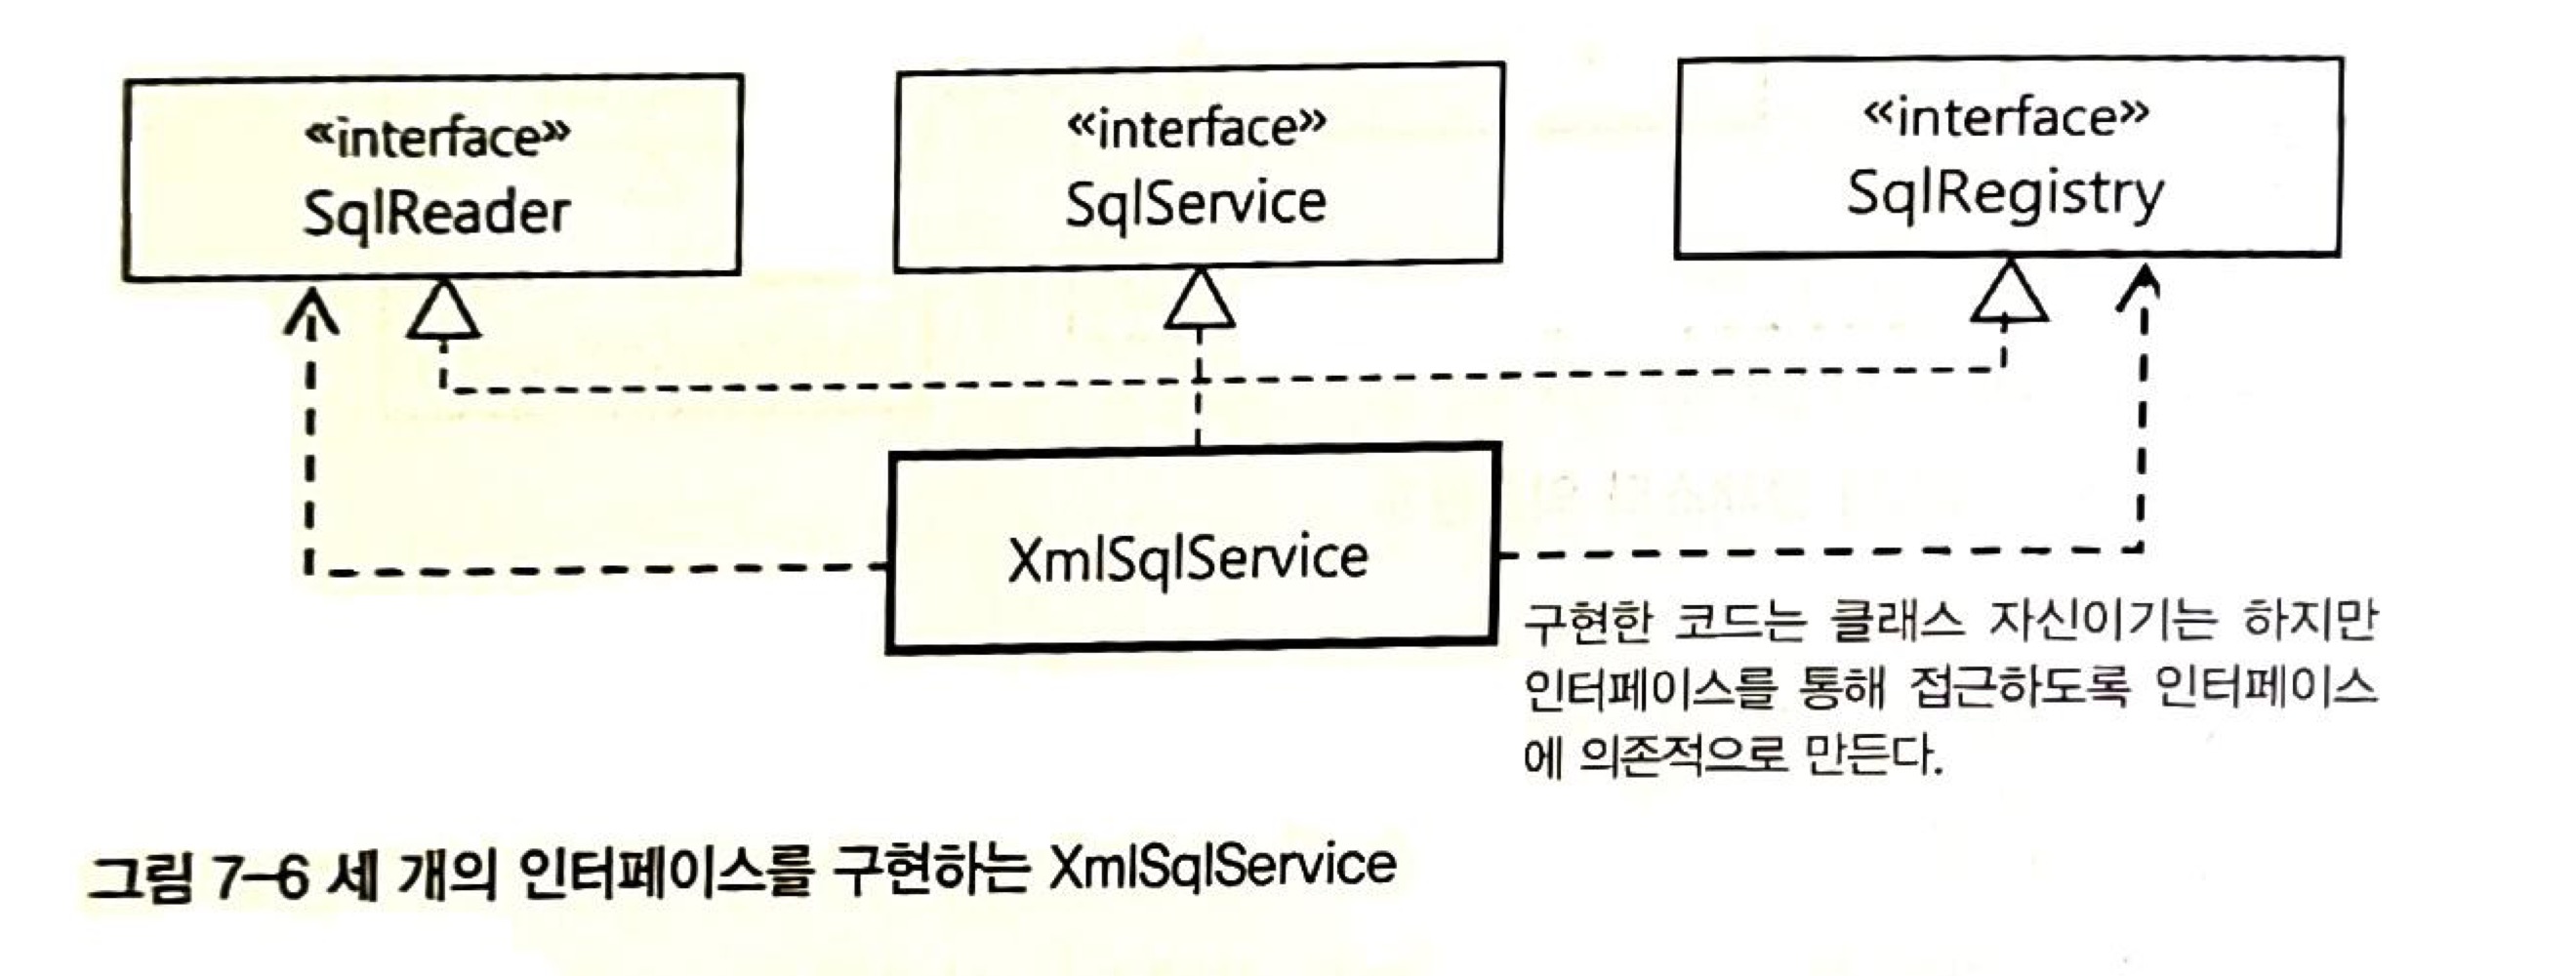 «interface»
SqlReader
«interface»
SqlService
«interface»
SqlRegistry
XmlSqlService
구현한 코드는 클래스 자신이기는 하지만
인터페이스를 통해 접근하도록 인터페이스
에 의존적으로 만든다.
그림 7-6 세 개의 인터페이스를 구현하는 XmlSqlService